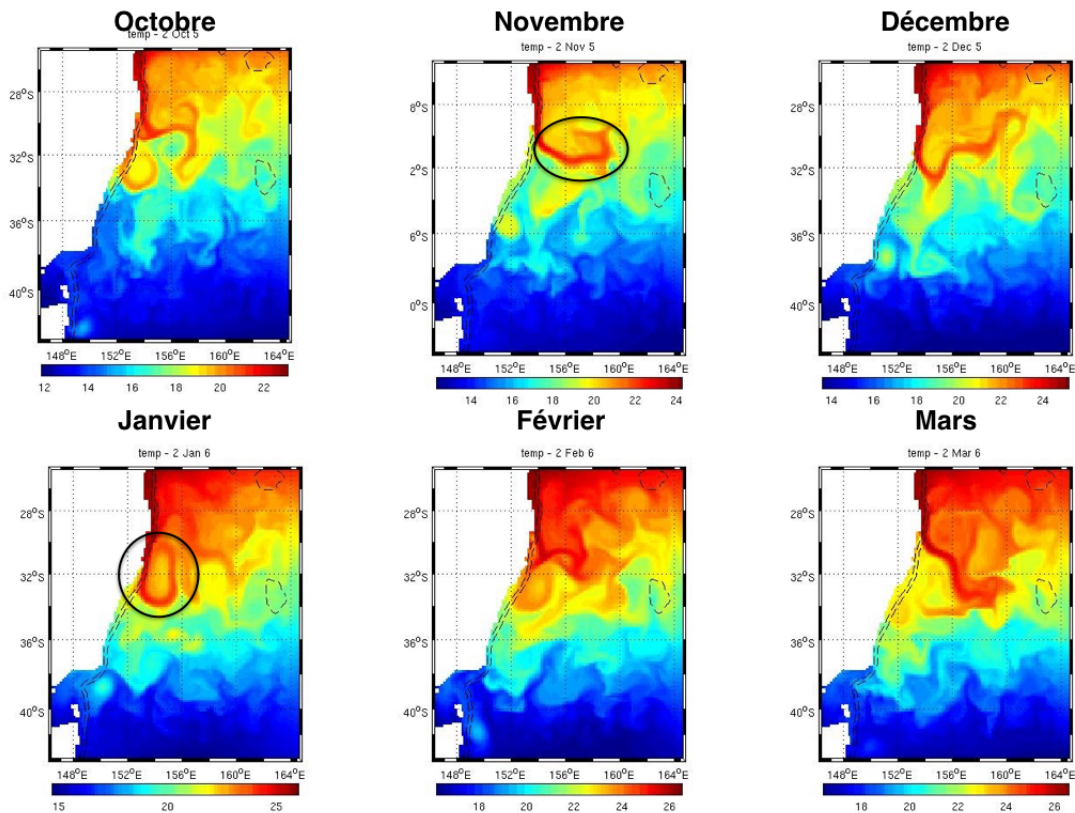 Octobre
temp - 2 Oct 5
28°S
32°S
36°S
40°S
148°E 152°E 156°E 160°E 164°E
12 14 16 18 20 22
Novembre
temp - 2 Nov 5
8°S
2°S
6°S
0°S
148°E 152°E 156°E 160°E 164°E
14 16 18 20 22 24
Décembre
temp - 2 Dec 5
28°S
32°S
36°S
40°S
148°E 152°E 156°E 160°E 164°E
14 16 18 20 22 24
Janvier
temp - 2 Jan 6
28°S
32°S
36°S
40°S
148°E 152°E 156°E 160°E 164°E
15 20 25
Février
temp - 2 Feb 6
28°S
32°S
36°S
40°S
148°E 152°E 156°E 160°E 164°E
18 20 22 24 26
Mars
temp - 2 Mar 6
28°S
32°S
36°S
40°S
148°E 152°E 156°E 160°E 164°E
18 20 22 24 26